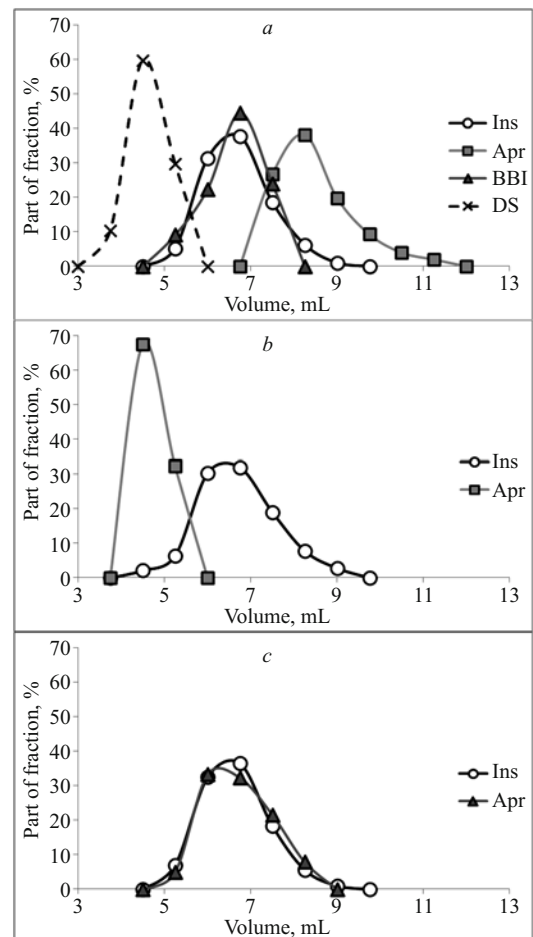 a
70
60
50
40
30
20
10
0
Part of fraction, %
3 5 7 9 11 13
Volume, mL
Ins
Apr
BBI
DS
b
70
60
50
40
30
20
10
0
Part of fraction, %
3 5 7 9 11 13
Volume, mL
Ins
Apr
c
70
60
50
40
30
20
10
0
Part of fraction, %
3 5 7 9 11 13
Volume, mL
Ins
Apr